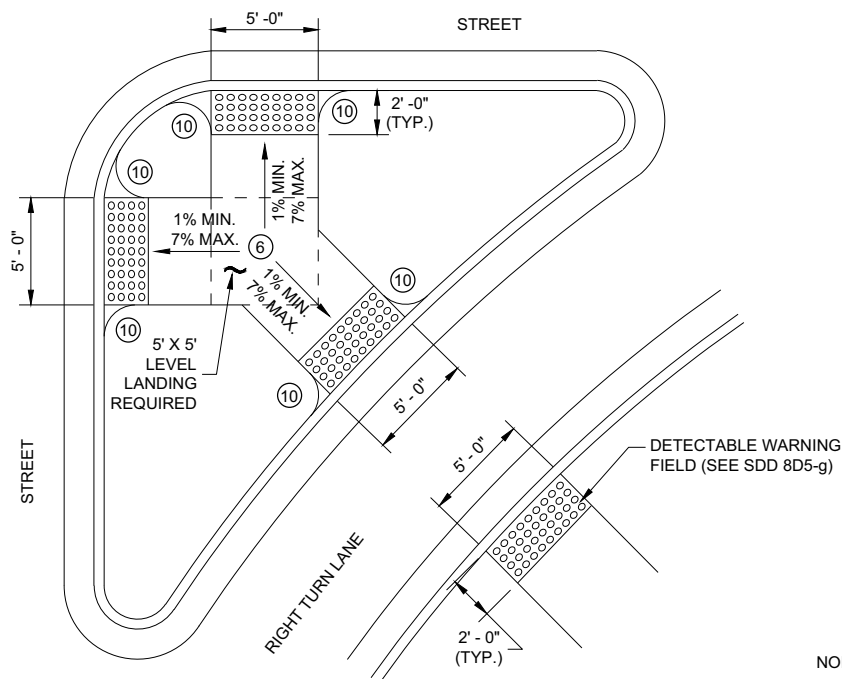 5' -0"
STREET
2' -0"
(TYP.)
10
10
10
1% MIN.
7% MAX.
1% MIN.
7% MAX.
6
5' - 0"
1% MIN.
7% MAX.
10
10
5' X 5'
LEVEL
LANDING
REQUIRED
10
5' - 0"
5' - 0"
DETECTABLE WARNING
FIELD (SEE SDD 8D5-g)
STREET
RIGHT TURN LANE
2' - 0"
(TYP.)